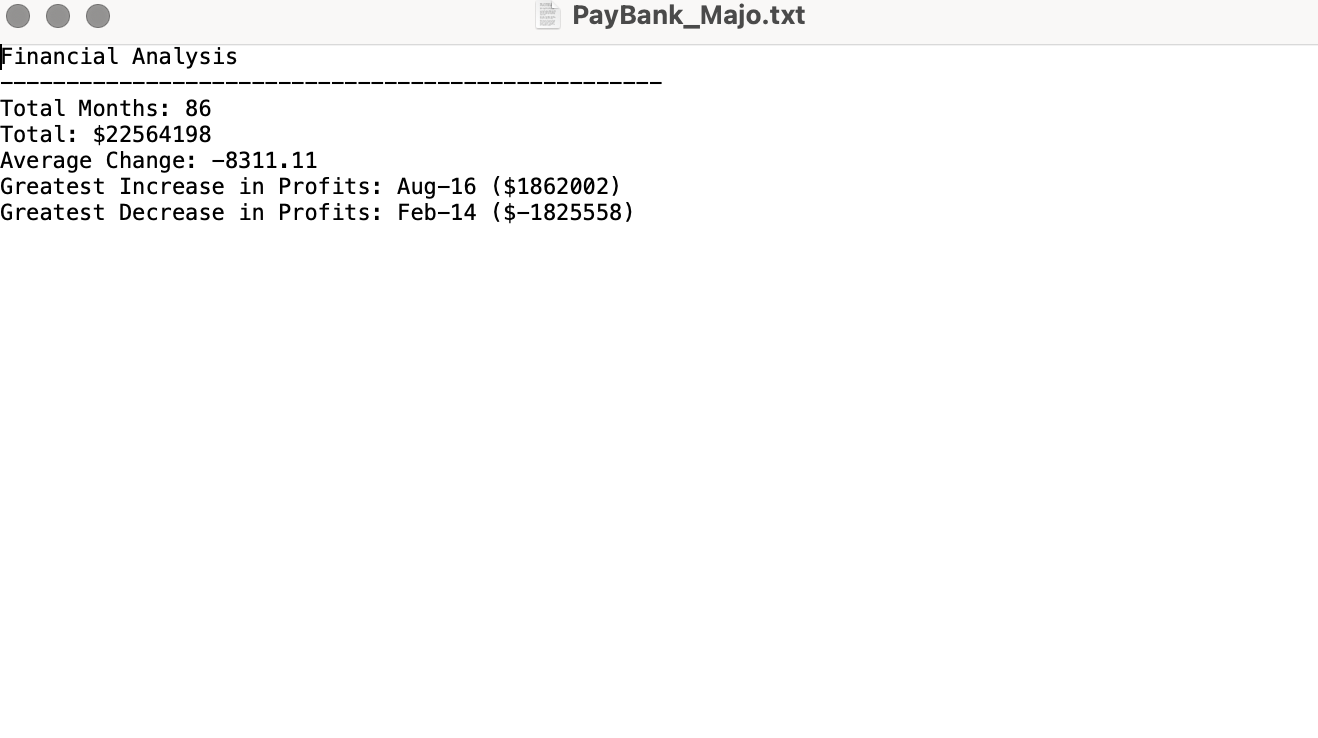 PayBank_Majo.txt
Financial Analysis
--------------------------------------------------
Total Months: 86
Total: $22564198
Average Change: -8311.11
Greatest Increase in Profits: Aug-16 ($1862002)
Greatest Decrease in Profits: Feb-14 ($-1825558)